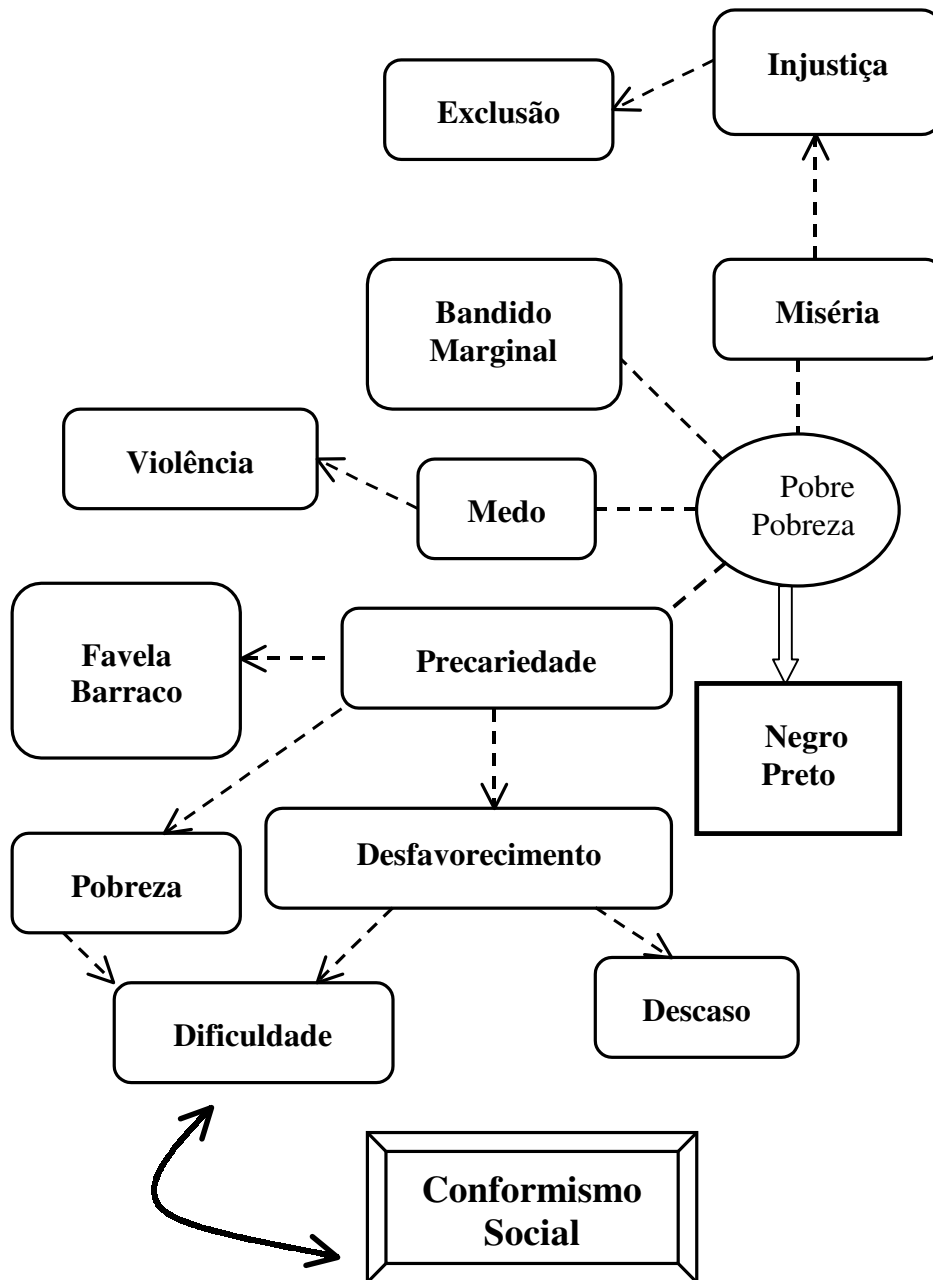 Injustiça
Exclusão
Bandido
Marginal
Miséria
Violência
Medo
Pobre
Pobreza
Favela
Barraco
Precariedade
Negro
Preto
Pobreza
Desfavorecimento
Dificuldade
Descaso
Conformismo
Social